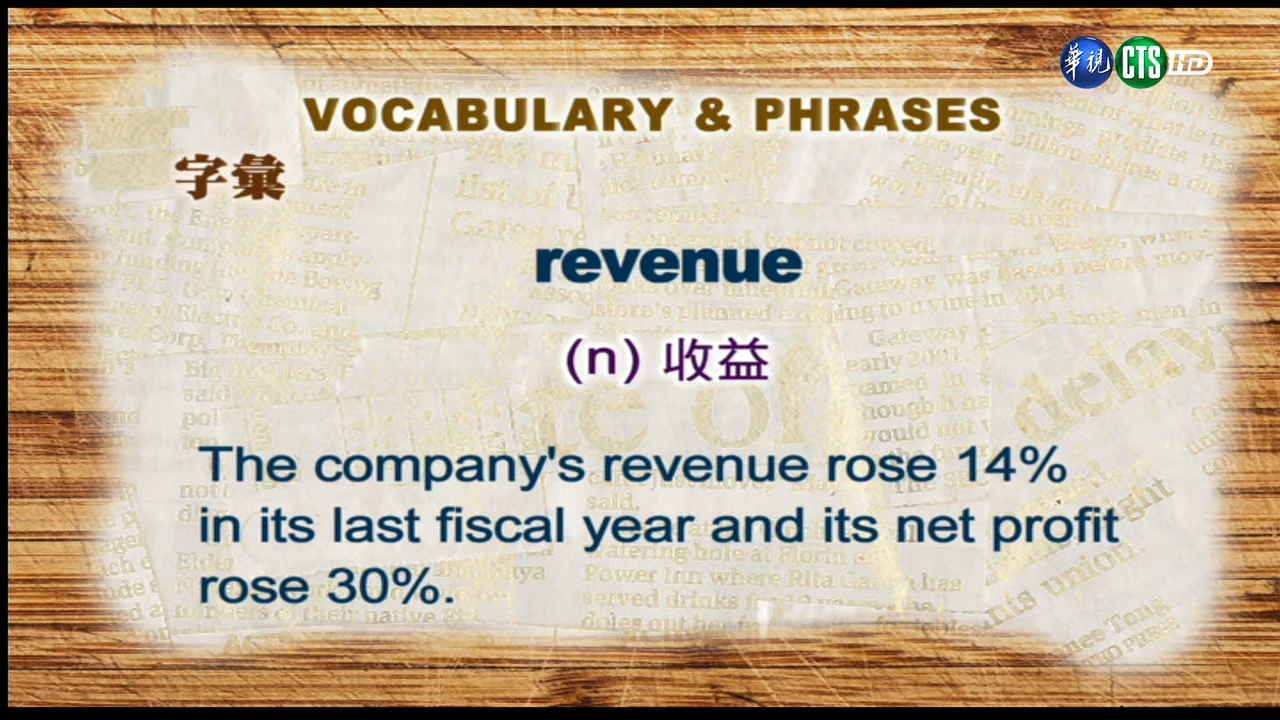 華視 CTS HD
VOCABULARY & PHRASES
字彙
revenue
(n) 收益
The company's revenue rose 14%
in its last fiscal year and its net profit
rose 30%.